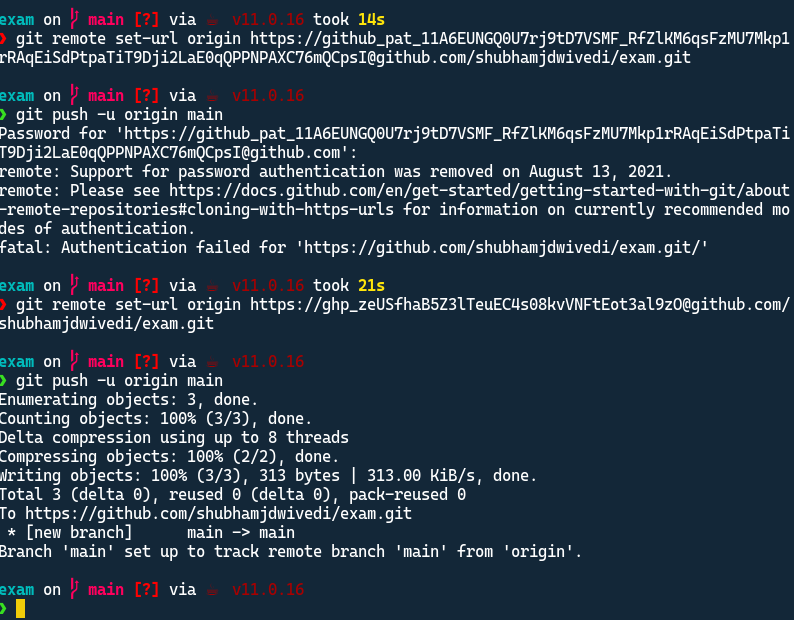 exam on main [?] via v11.0.16 took 14s
❯ git remote set-url origin https://github_pat_11A6EUNGQ0U7rj9tD7VSMF_RfZlKM6qsFzMU7Mkp1
rRAqEiSdPtpaTiT9Dji2LaE0qQPPNPAXC76mQCpsI@github.com/shubhamjdwivedi/exam.git
exam on main [?] via v11.0.16
❯ git push -u origin main
Password for 'https://github_pat_11A6EUNGQ0U7rj9tD7VSMF_RfZlKM6qsFzMU7Mkp1rRAqEiSdPtpaTi
T9Dji2LaE0qQPPNPAXC76mQCpsI@github.com':
remote: Support for password authentication was removed on August 13, 2021.
remote: Please see https://docs.github.com/en/get-started/getting-started-with-git/about
-remote-repositories#cloning-with-https-urls for information on currently recommended mo
des of authentication.
fatal: Authentication failed for 'https://github.com/shubhamjdwivedi/exam.git/'
exam on main [?] via v11.0.16 took 21s
❯ git remote set-url origin https://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@github.com/
shubhamjdwivedi/exam.git
exam on main [?] via v11.0.16
❯ git push -u origin main
Enumerating objects: 3, done.
Counting objects: 100% (3/3), done.
Delta compression using up to 8 threads
Compressing objects: 100% (2/2), done.
Writing objects: 100% (3/3), 313 bytes | 313.00 KiB/s, done.
Total 3 (delta 0), reused 0 (delta 0), pack-reused 0
To https://github.com/shubhamjdwivedi/exam.git
* [new branch] main -> main
Branch 'main' set up to track remote branch 'main' from 'origin'.
exam on main [?] via v11.0.16
❯